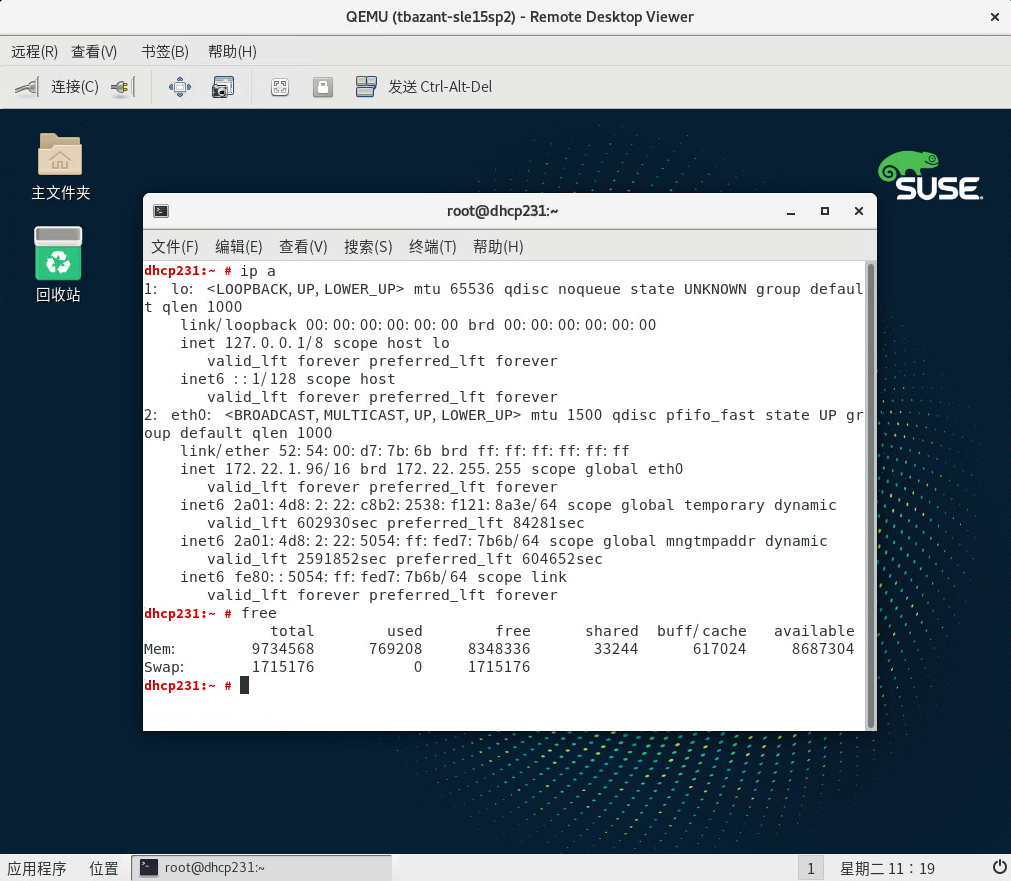 QEMU (tbazant-sle15sp2) - Remote Desktop Viewer
远程(R) 查看(V) 书签(B) 帮助(H)
连接(C) 发送 Ctrl-Alt-Del
主文件夹
回收站
SUSE
root@dhcp231:~
文件(F) 编辑(E) 查看(V) 搜索(S) 终端(T) 帮助(H)
dhcp231:~ # ip a
1: lo: <LOOPBACK,UP,LOWER_UP> mtu 65536 qdisc noqueue state UNKNOWN group defaul
t qlen 1000
    link/loopback 00:00:00:00:00:00 brd 00:00:00:00:00:00
    inet 127.0.0.1/8 scope host lo
       valid_lft forever preferred_lft forever
    inet6 ::1/128 scope host
       valid_lft forever preferred_lft forever
2: eth0: <BROADCAST,MULTICAST,UP,LOWER_UP> mtu 1500 qdisc pfifo_fast state UP gr
oup default qlen 1000
    link/ether 52:54:00:d7:7b:6b brd ff:ff:ff:ff:ff:ff
    inet 172.22.1.96/16 brd 172.22.255.255 scope global eth0
       valid_lft forever preferred_lft forever
    inet6 2a01:4d8:2:22:c8b2:2538:f121:8a3e/64 scope global temporary dynamic
       valid_lft 602930sec preferred_lft 84281sec
    inet6 2a01:4d8:2:22:5054:ff:fed7:7b6b/64 scope global mngtmpaddr dynamic
       valid_lft 2591852sec preferred_lft 604652sec
    inet6 fe80::5054:ff:fed7:7b6b/64 scope link
       valid_lft forever preferred_lft forever
dhcp231:~ # free
              total        used        free      shared  buff/cache   available
Mem:        9734568      769208     8348336       33244      617024     8687304
Swap:       1715176           0     1715176
dhcp231:~ #
应用程序 位置 root@dhcp231:~ 1 星期二 11：19